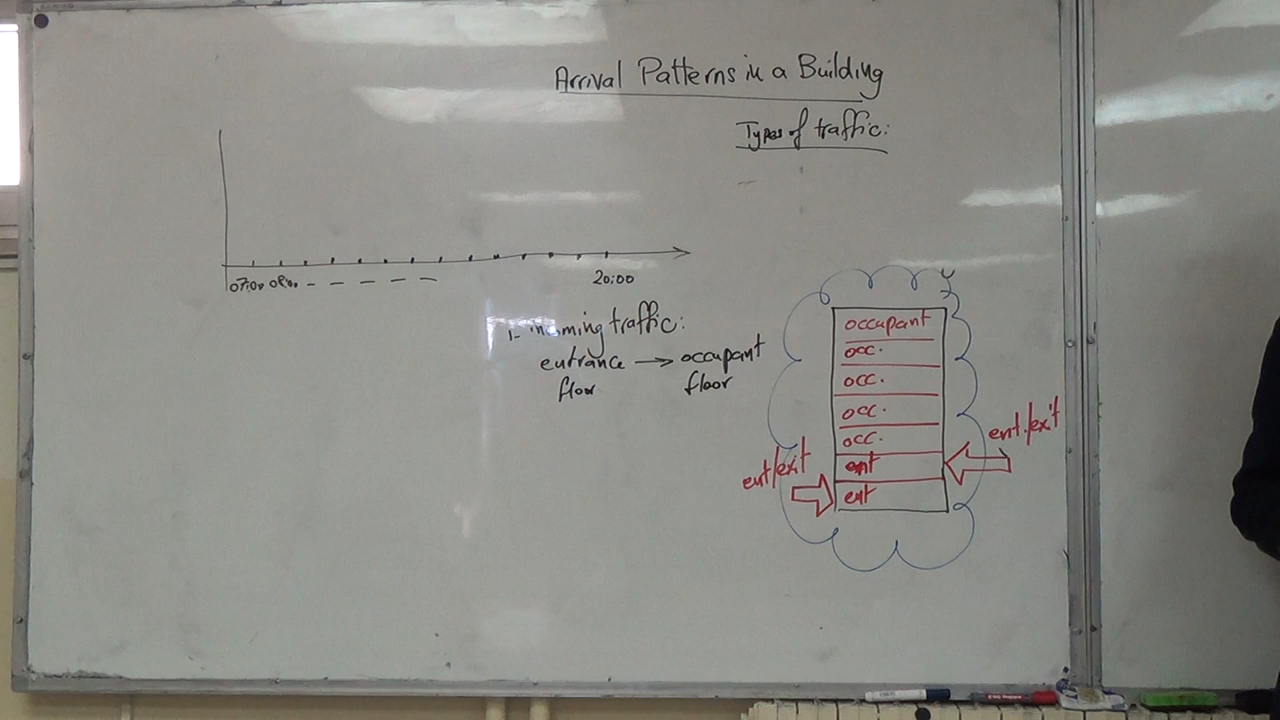 Arrival Patterns in a Building
Types of traffic:
07:00 08:00 - - - - - 20:00
1- incoming traffic:
entrance → occupant
floor floor
occupant
occ.
occ.
occ.
occ.
ent
ent
ent/exit
ent./exit